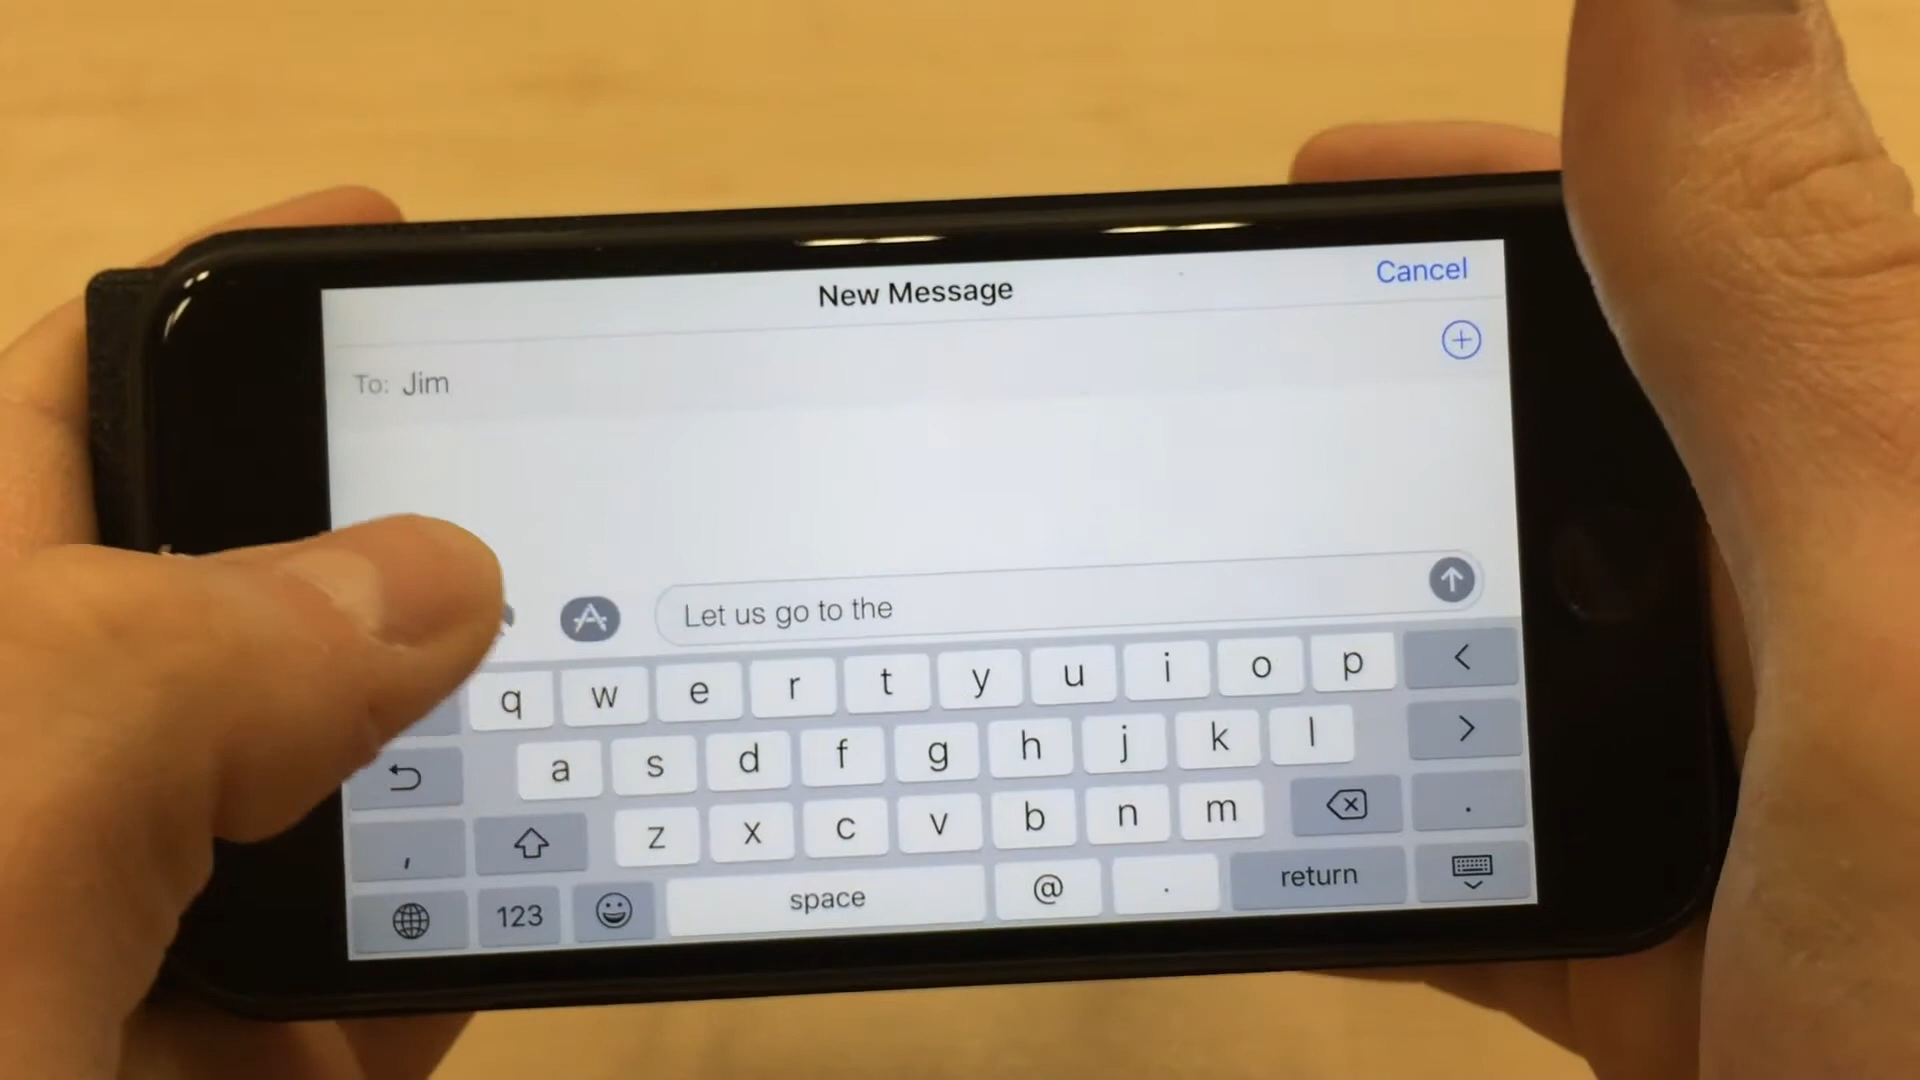 New Message
Cancel
To: Jim
Let us go to the
q w e r t y u i o p <
a s d f g h j k l >
, z x c v b n m .
123 space @ . return